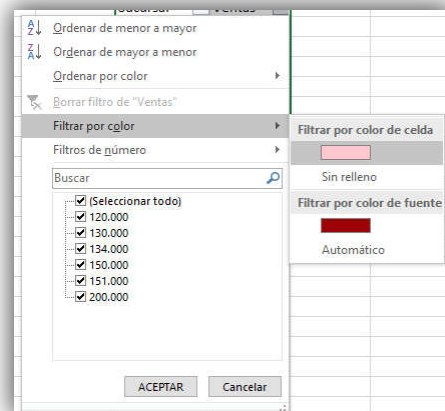 Sucursal Ventas
Ordenar de menor a mayor
Ordenar de mayor a menor
Ordenar por color
Borrar filtro de "Ventas"
Filtrar por color
Filtros de número
Buscar
(Seleccionar todo)
120.000
130.000
134.000
150.000
151.000
200.000
ACEPTAR Cancelar
Filtrar por color de celda
Sin relleno
Filtrar por color de fuente
Automático